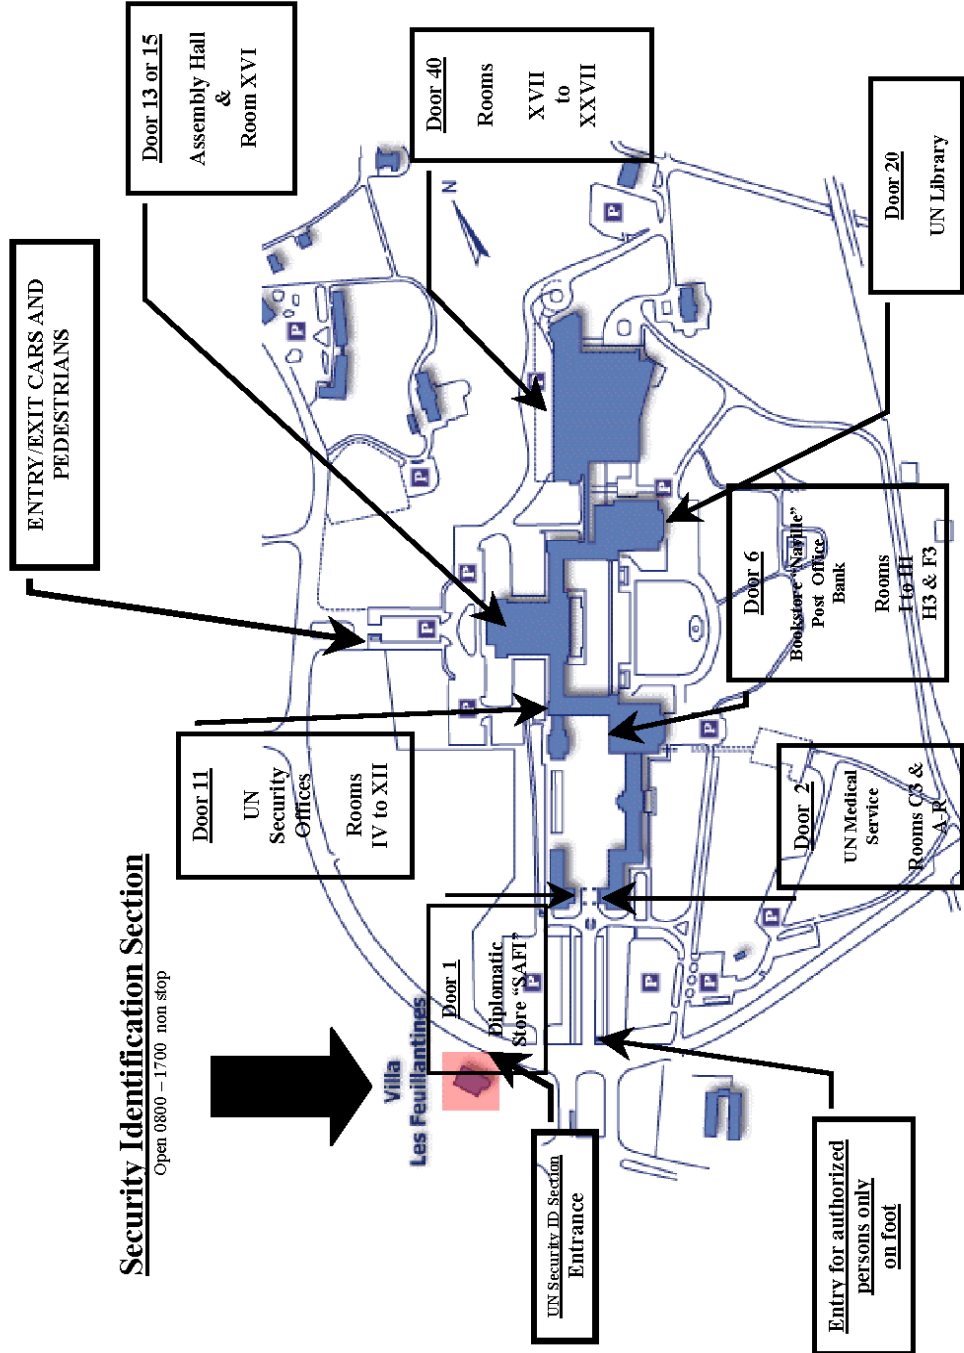 Security Identification Section
Open 0800 – 1700 non stop
Villa
Les Feuillantines
UN Security ID Section
Entrance
Entry for authorized
persons only
on foot
Door 1
Diplomatic
Store “SAFI”
Door 11
UN
Security
Offices
Rooms
IV to XII
ENTRY/EXIT CARS AND
PEDESTRIANS
Door 13 or 15
Assembly Hall
&
Room XVI
Door 40
Rooms
XVII
to
XXVII
Door 20
UN Library
Door 6
Bookstore “Naville”
Post Office
Bank
Rooms
I to III
H3 & F3
Door 2
UN Medical
Service
Rooms C3 &
A-R
N
P
P
P
P
P
P
P
P
P
P
P
P
P